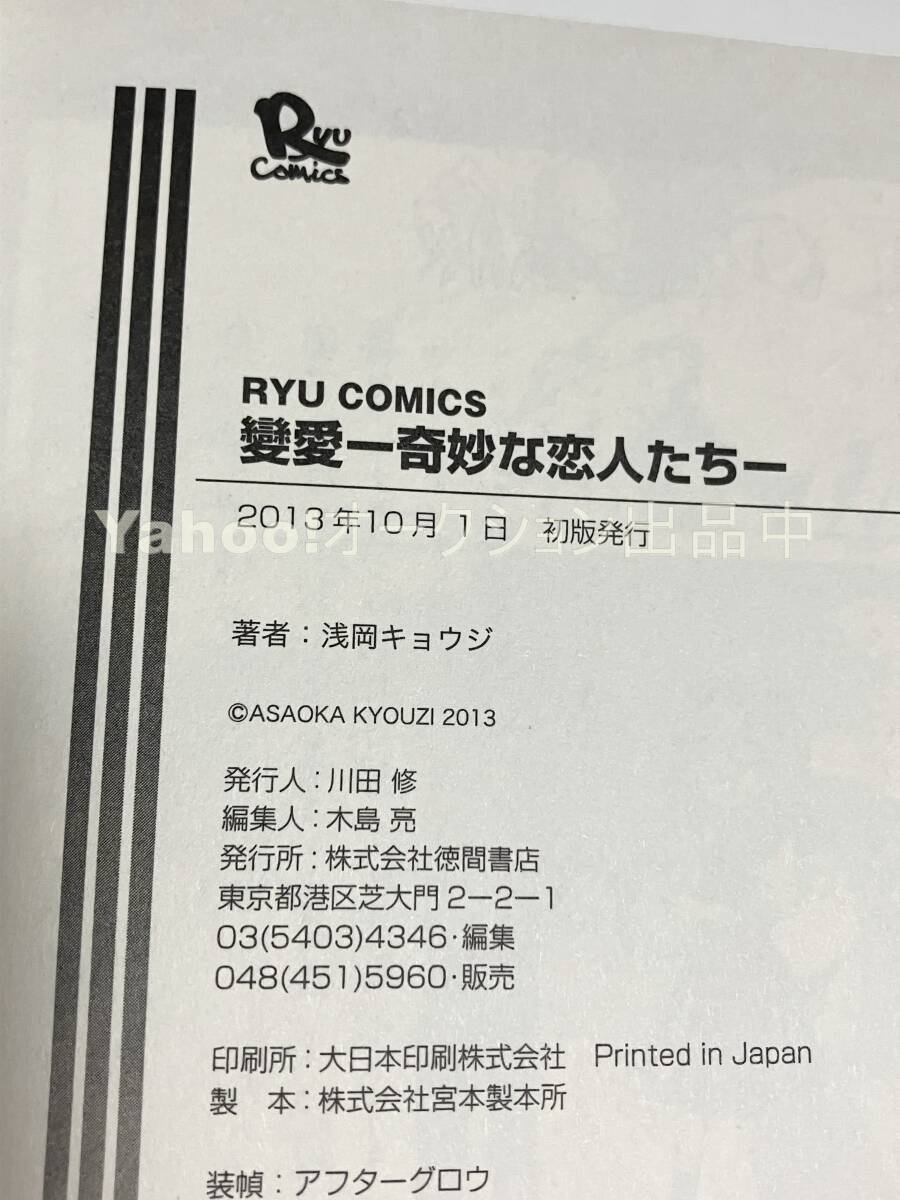 Ryu
Comics
RYU COMICS
變愛ー奇妙な恋人たちー
2013年10月1日　初版発行
Yahoo!オークション出品中
著者：浅岡キョウジ
©ASAOKA KYOUZI 2013
発行人：川田 修
編集人：木島 亮
発行所：株式会社徳間書店
東京都港区芝大門2ー2ー1
03(5403)4346・編集
048(451)5960・販売
印刷所：大日本印刷株式会社　Printed in Japan
製　本：株式会社宮本製本所
装幀：アフターグロウ